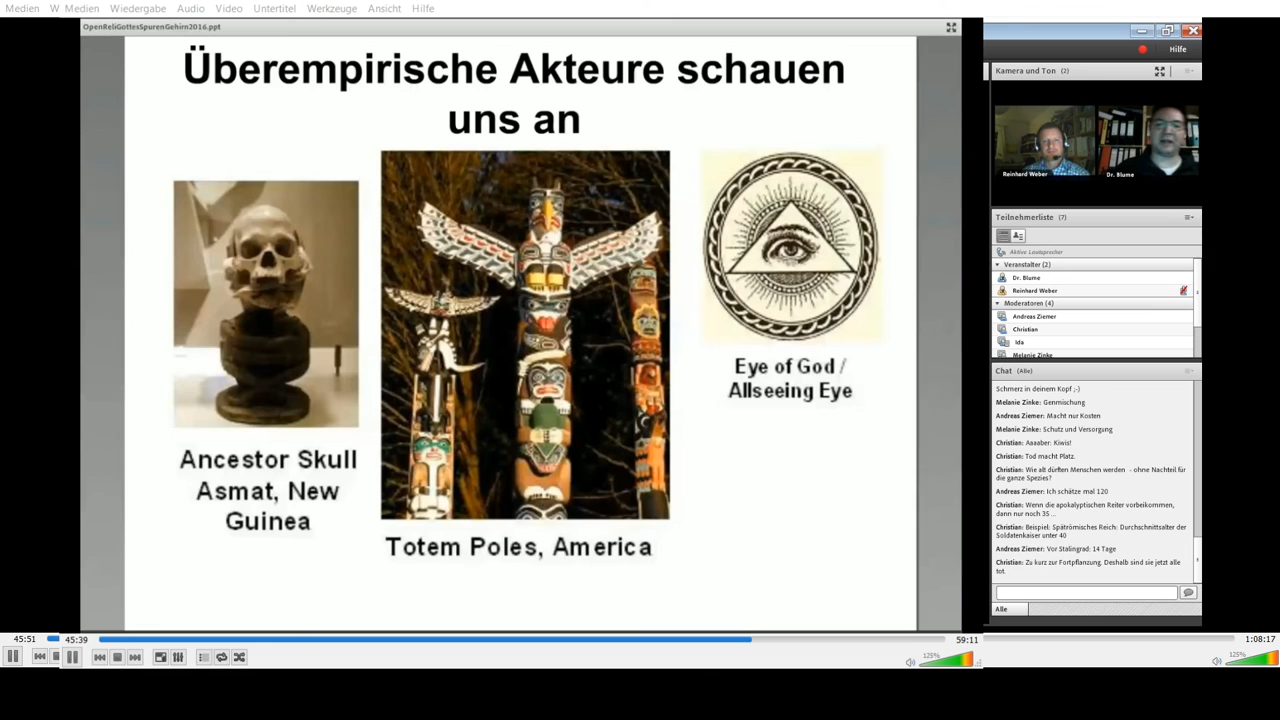 Medien W Medien Wiedergabe Audio Video Untertitel Werkzeuge Ansicht Hilfe
OpenReliGottesSpurenGehirn2016.ppt
Überempirische Akteure schauen
uns an
Ancestor Skull
Asmat, New
Guinea
Totem Poles, America
Eye of God /
Allseeing Eye
Hilfe
Kamera und Ton (2)
Reinhard Weber
Dr. Blume
Teilnehmerliste (7)
Aktive Lautsprecher
Veranstalter (2)
Dr. Blume
Reinhard Weber
Moderatoren (4)
Andreas Ziemer
Christian
Ida
Melanie Zinke
Chat (Alle)
Schmerz in deinem Kopf ;-)
Melanie Zinke: Genmischung
Andreas Ziemer: Macht nur Kosten
Melanie Zinke: Schutz und Versorgung
Christian: Aaaaber: Kiwis!
Christian: Tod macht Platz.
Christian: Wie alt dürften Menschen werden - ohne Nachteil für
die ganze Spezies?
Andreas Ziemer: Ich schätze mal 120
Christian: Wenn die apokalyptischen Reiter vorbeikommen,
dann nur noch 35 ...
Christian: Beispiel: Spätrömisches Reich: Durchschnittsalter der
Soldatenkaiser unter 40
Andreas Ziemer: Vor Stalingrad: 14 Tage
Christian: Zu kurz zur Fortpflanzung. Deshalb sind sie jetzt alle
tot.
Alle
45:51 45:39 59:11 1:08:17
125% 125%